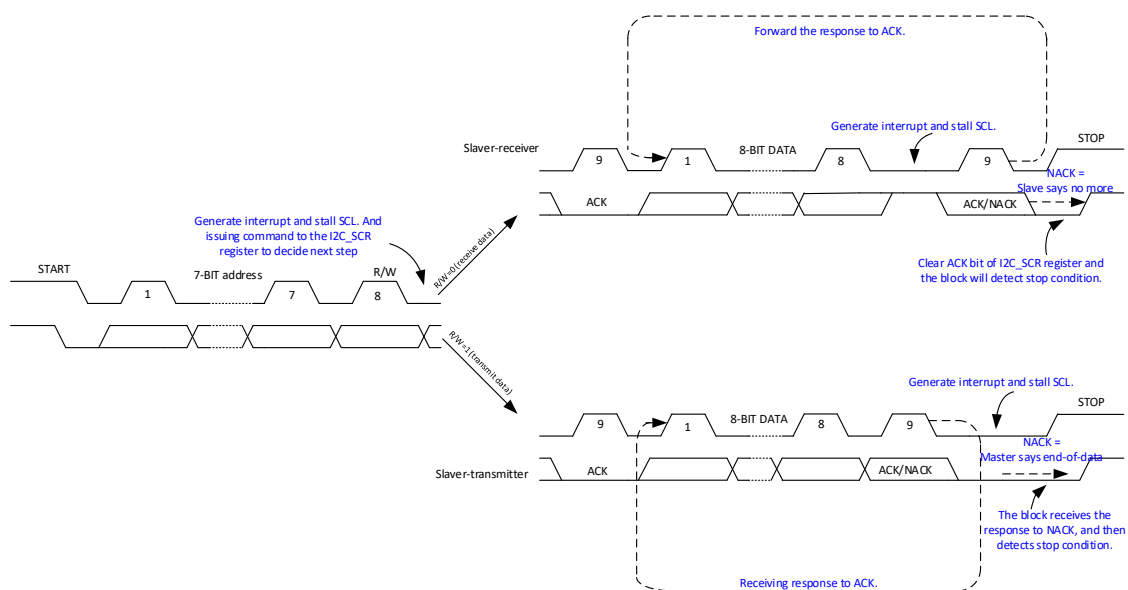 Forward the response to ACK.
Generate interrupt and stall SCL.
STOP
Slaver-receiver
9
1
8-BIT DATA
8
9
NACK =
Slave says no more
ACK
ACK/NACK
Clear ACK bit of I2C_SCR register and
the block will detect stop condition.
Generate interrupt and stall SCL. And
issuing command to the I2C_SCR
register to decide next step
R/W=0(receive data)
START
7-BIT address
R/W
1
7
8
R/W=1(transmit data)
Generate interrupt and stall SCL.
STOP
9
1
8-BIT DATA
8
9
NACK =
Master says end-of-data
Slaver-transmitter
ACK
ACK/NACK
The block receives the
response to NACK, and then
detects stop condition.
Receiving response to ACK.